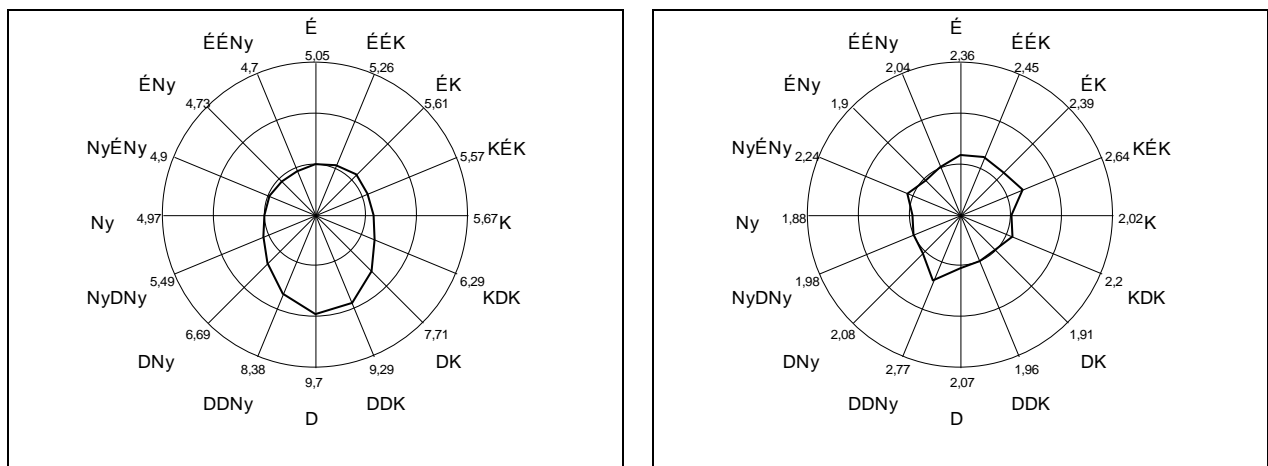 É
ÉÉNy
ÉÉK
5,05
4,7
5,26
ÉNy
ÉK
4,73
5,61
NyÉNy
KÉK
4,9
5,57
Ny
4,97
5,67
K
NyDNy
5,49
6,29
KDK
DNy
6,69
7,71
DK
DDNy
8,38
9,29
DDK
9,7
D
É
ÉÉNy
ÉÉK
2,36
2,04
2,45
ÉNy
ÉK
1,9
2,39
NyÉNy
KÉK
2,24
2,64
Ny
1,88
2,02
K
NyDNy
1,98
2,2
KDK
DNy
2,08
1,91
DK
DDNy
2,77
1,96
DDK
2,07
D